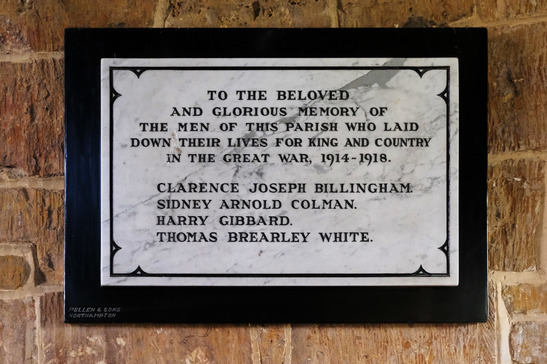 TO THE BELOVED
AND GLORIOUS MEMORY OF
THE MEN OF THIS PARISH WHO LAID
DOWN THEIR LIVES FOR KING AND COUNTRY
IN THE GREAT WAR, 1914-1918.
CLARENCE JOSEPH BILLINGHAM.
SIDNEY ARNOLD COLMAN.
HARRY GIBBARD.
THOMAS BREARLEY WHITE.
& SONS
NORTHAMPTON